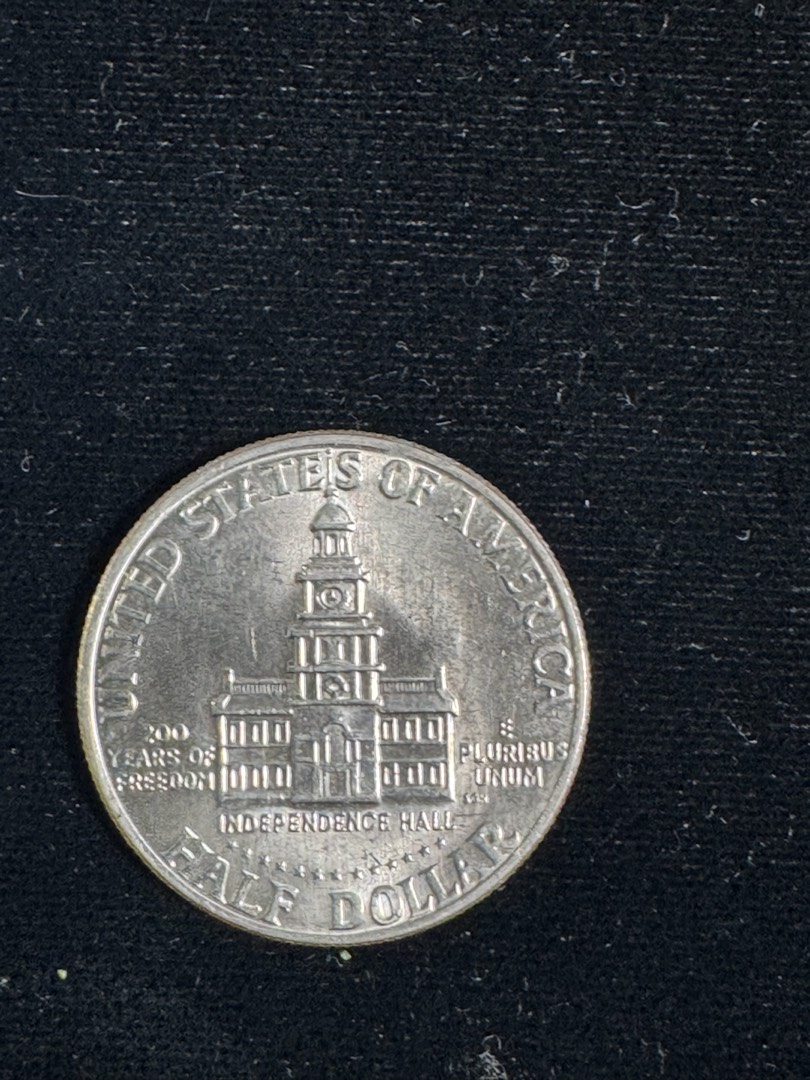 UNITED STATES OF AMERICA
200
YEARS OF
FREEDOM
E
PLURIBUS
UNUM
INDEPENDENCE HALL
HALF DOLLAR